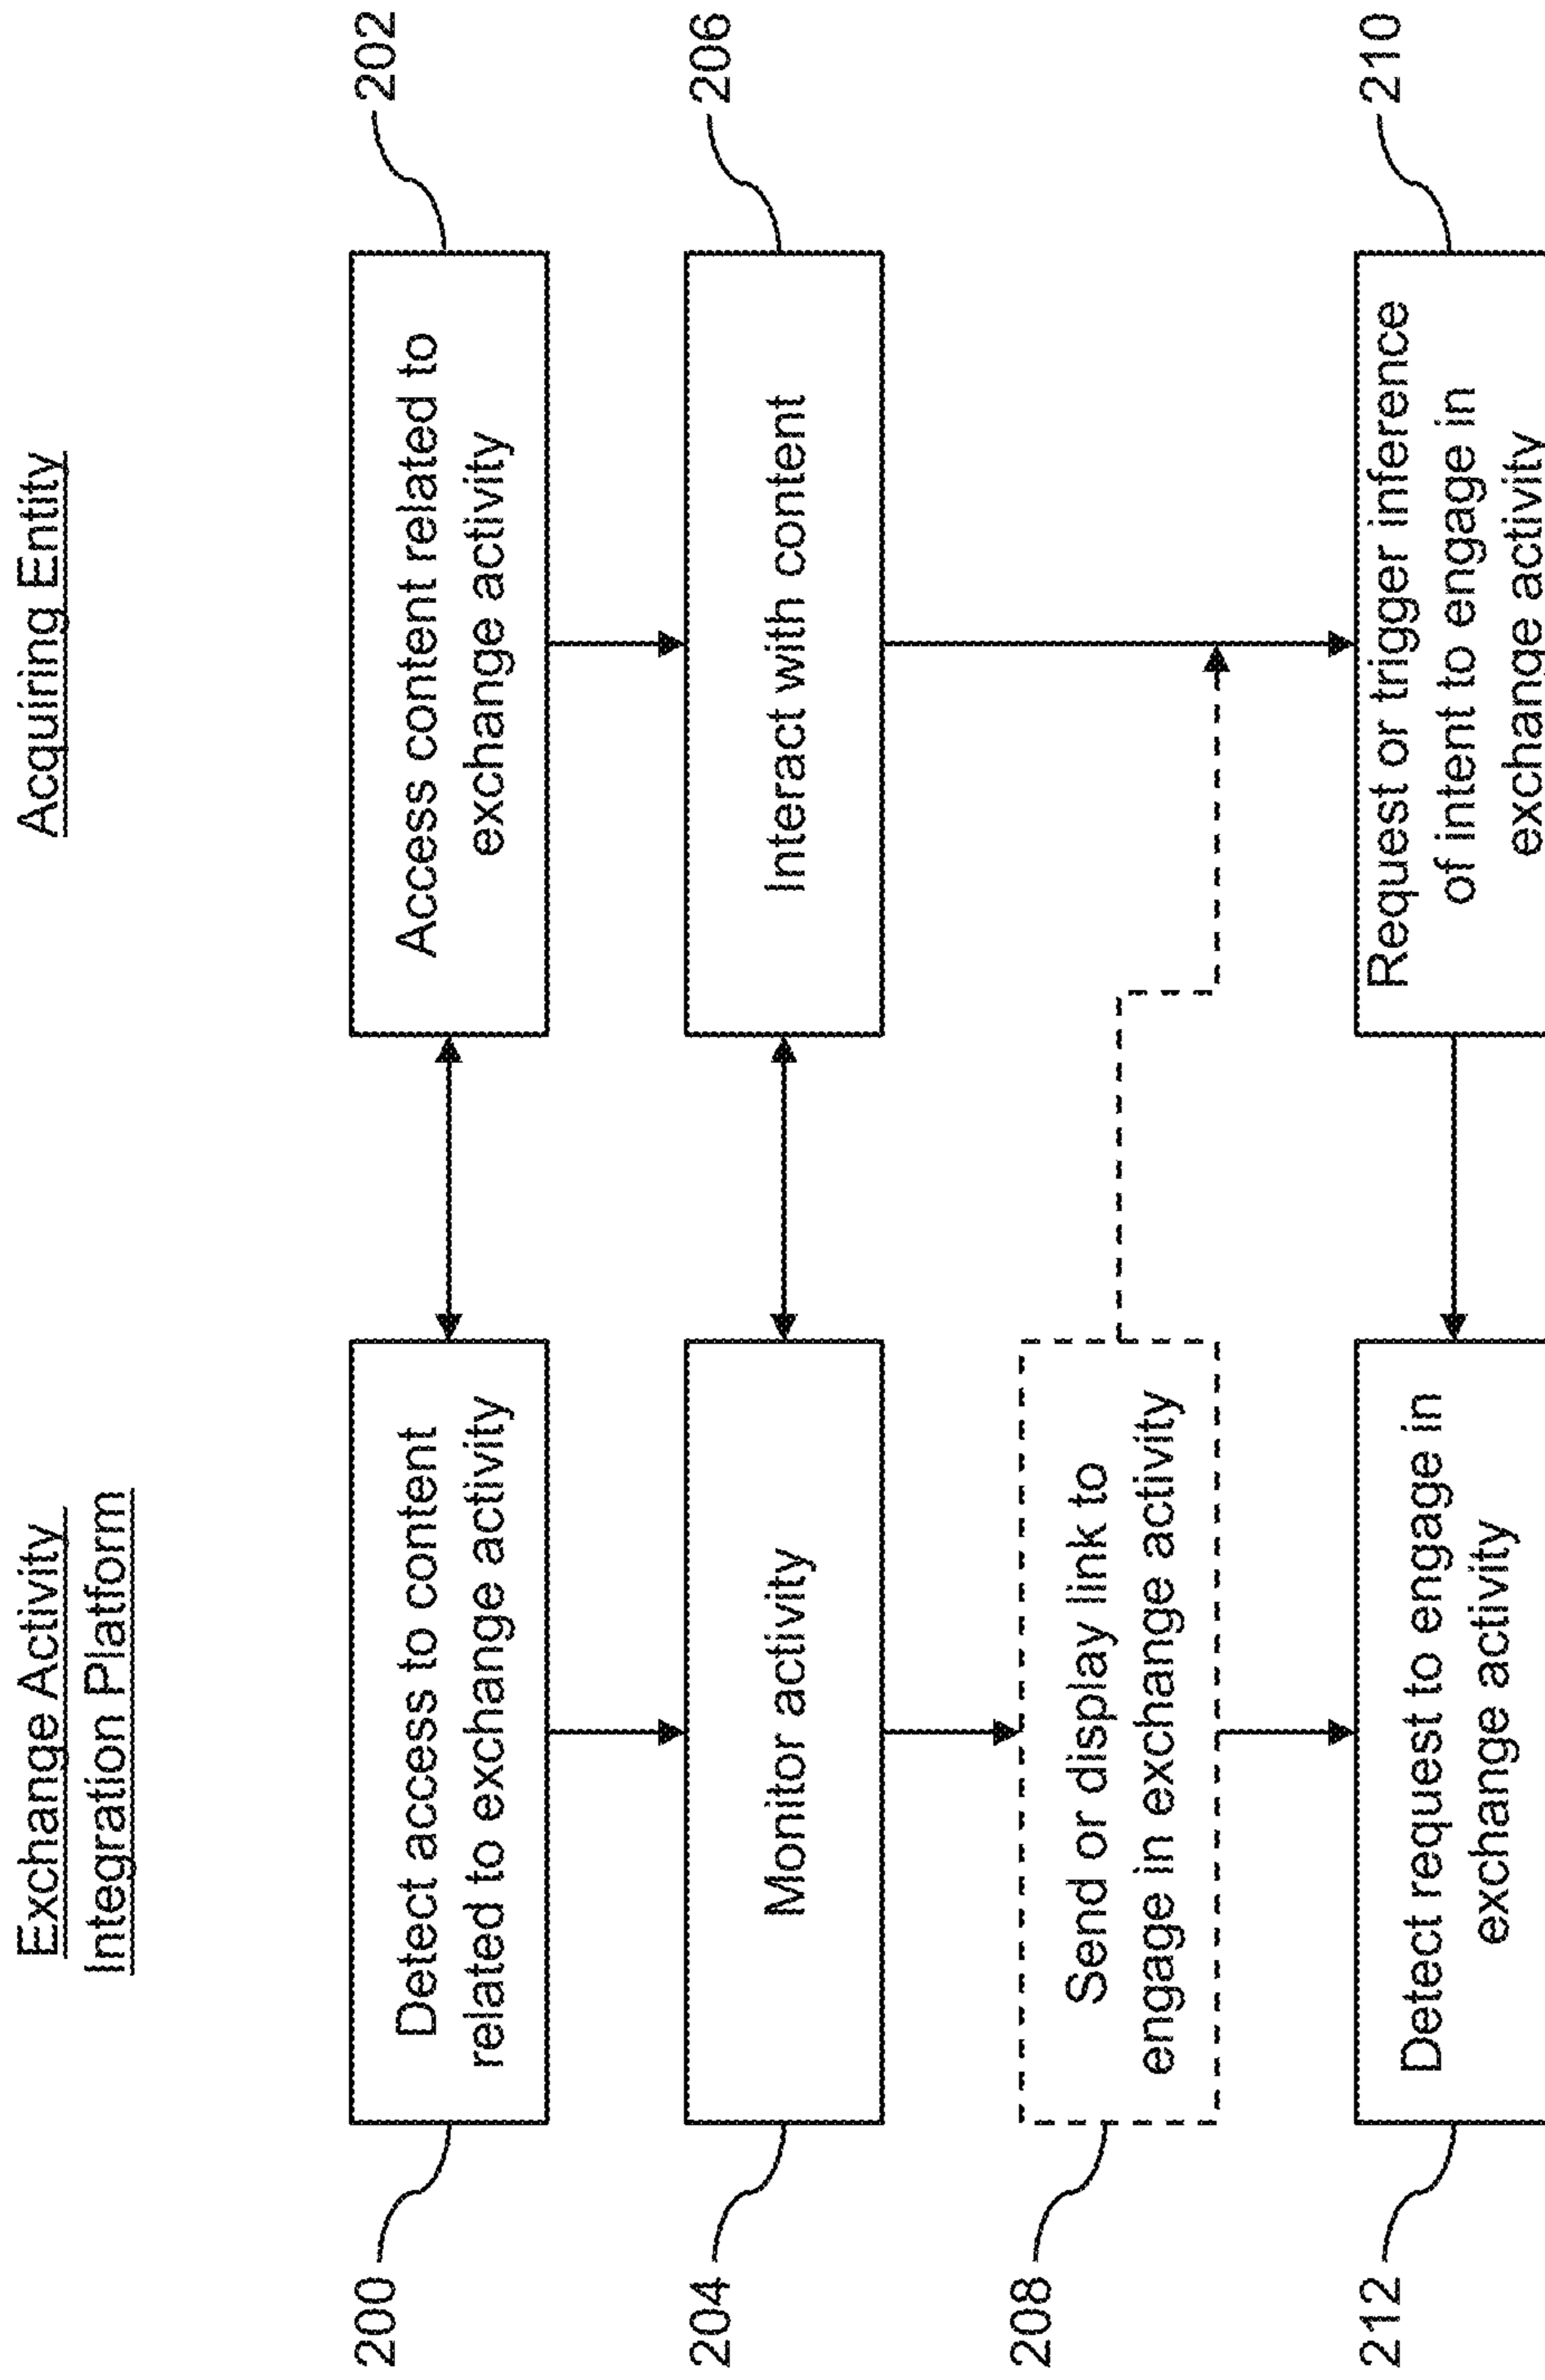 Exchange Activity
Integration Platform
Acquiring Entity
200
Detect access to content
related to exchange activity
Access content related to
exchange activity
202
204
Monitor activity
Interact with content
206
208
Send or display link to
engage in exchange activity
212
Detect request to engage in
exchange activity
Request or trigger inference
of intent to engage in
exchange activity
210